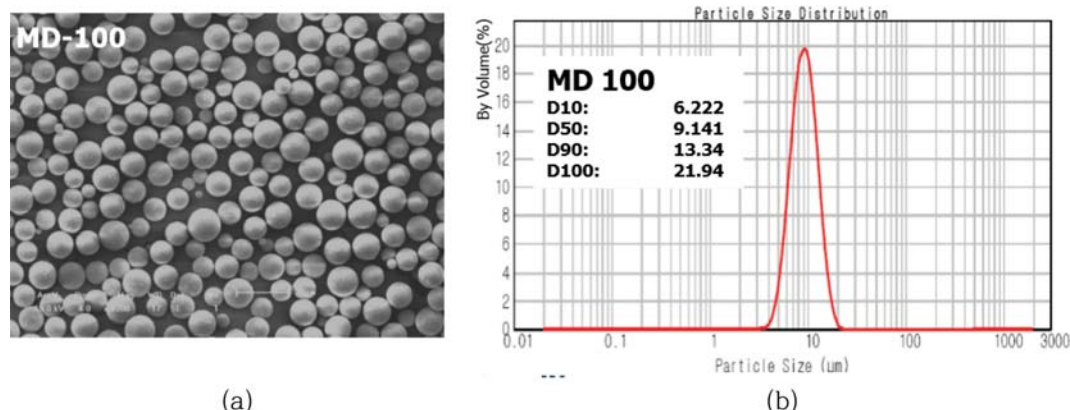 MD-100
(a)
Particle Size Distribution
By Volume(%)
20
18
16
14
12
10
8
6
4
2
0
MD 100
D10: 6.222
D50: 9.141
D90: 13.34
D100: 21.94
0.01 0.1 1 10 100 1000 3000
Particle Size (um)
(b)